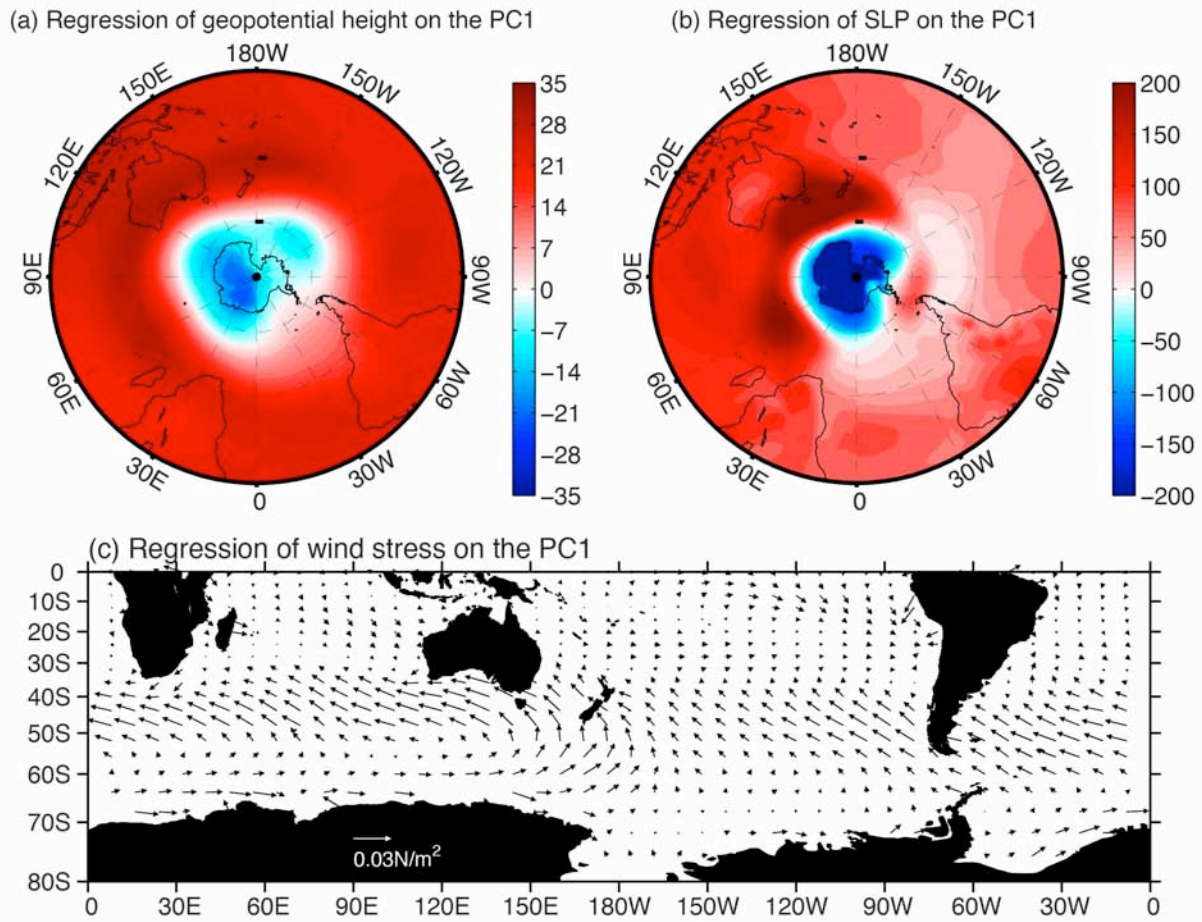 (a) Regression of geopotential height on the PC1
180W
150E
150W
120E
120W
90E
90W
60E
60W
30E
30W
0
35
28
21
14
7
0
−7
−14
−21
−28
−35
(b) Regression of SLP on the PC1
180W
150E
150W
120E
120W
90E
90W
60E
60W
30E
30W
0
200
150
100
50
0
−50
−100
−150
−200
(c) Regression of wind stress on the PC1
0
10S
20S
30S
40S
50S
60S
70S
80S
0.03N/m²
0 30E 60E 90E 120E 150E 180W 150W 120W 90W 60W 30W 0